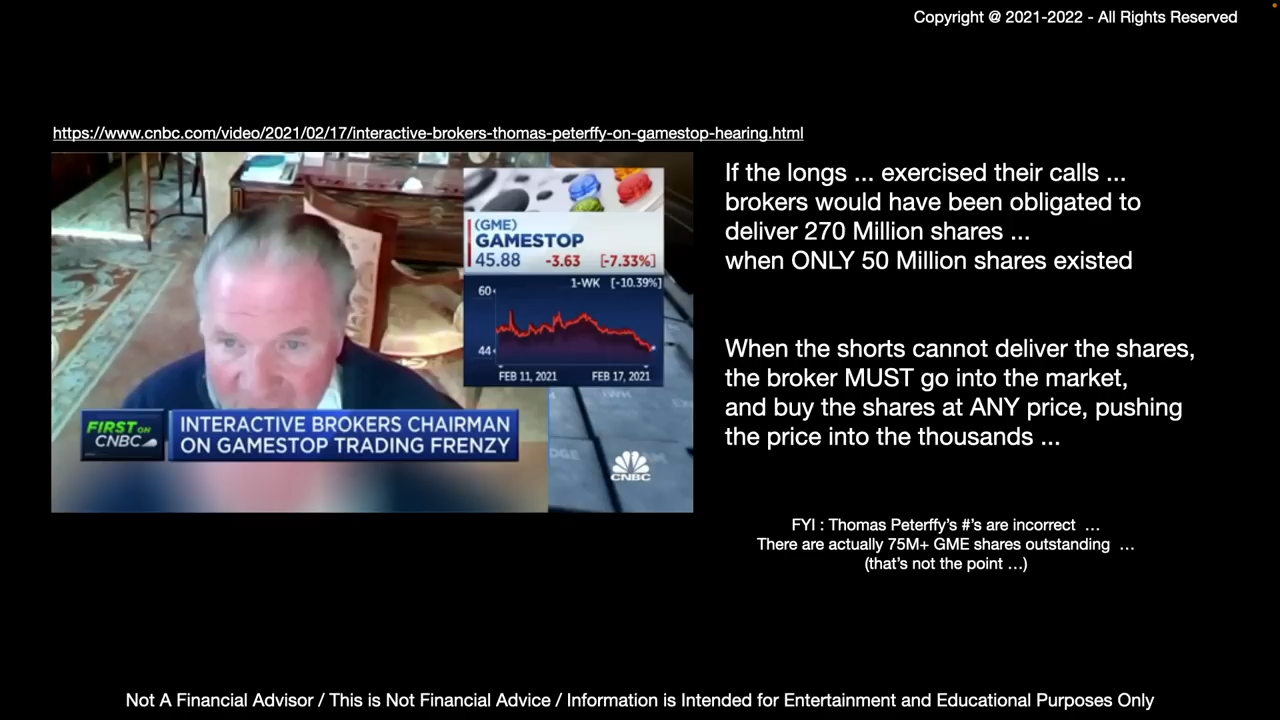 Copyright @ 2021-2022 - All Rights Reserved
https://www.cnbc.com/video/2021/02/17/interactive-brokers-thomas-peterffy-on-gamestop-hearing.html
(GME)
GAMESTOP
45.88 -3.63 [-7.33%]
1-WK [-10.39%]
60
44
FEB 11, 2021 FEB 17, 2021
FIRST ON
CNBC
INTERACTIVE BROKERS CHAIRMAN
ON GAMESTOP TRADING FRENZY
CNBC
If the longs ... exercised their calls ...
brokers would have been obligated to
deliver 270 Million shares ...
when ONLY 50 Million shares existed
When the shorts cannot deliver the shares,
the broker MUST go into the market,
and buy the shares at ANY price, pushing
the price into the thousands ...
FYI : Thomas Peterffy's #'s are incorrect ...
There are actually 75M+ GME shares outstanding ...
(that's not the point ...)
Not A Financial Advisor / This is Not Financial Advice / Information is Intended for Entertainment and Educational Purposes Only